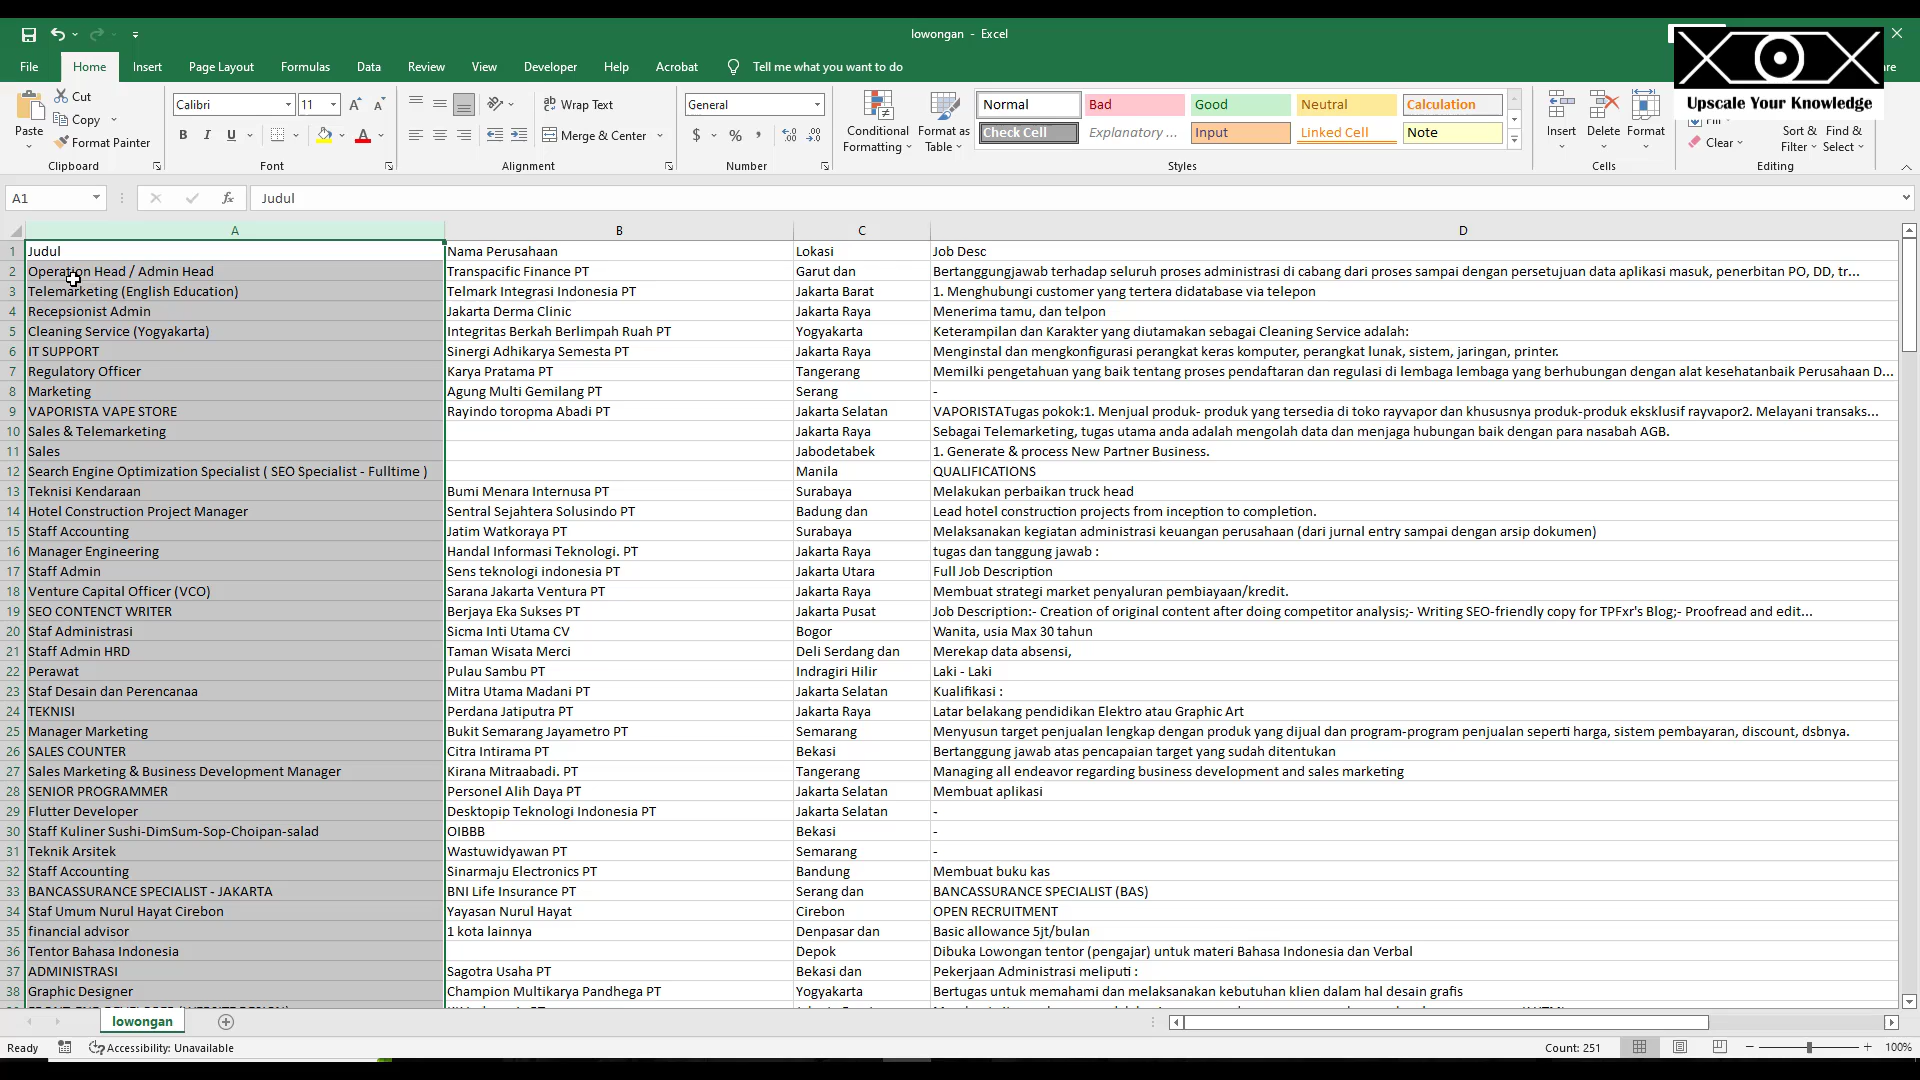 lowongan - Excel
File Home Insert Page Layout Formulas Data Review View Developer Help Acrobat Tell me what you want to do
Upscale Your Knowledge
Paste Cut Copy Format Painter Clipboard
Calibri 11 B I U Font
Wrap Text Merge & Center Alignment
General $ % , Number
Conditional Formatting Format as Table
Normal Bad Good Neutral Calculation
Check Cell Explanatory ... Input Linked Cell Note
Styles
Insert Delete Format Cells
Clear Sort & Filter Find & Select Editing
A1 fx Judul
A B C D
1 Judul Nama Perusahaan Lokasi Job Desc
2 Operation Head / Admin Head Transpacific Finance PT Garut dan Bertanggungjawab terhadap seluruh proses administrasi di cabang dari proses sampai dengan persetujuan data aplikasi masuk, penerbitan PO, DD, tr...
3 Telemarketing (English Education) Telmark Integrasi Indonesia PT Jakarta Barat 1. Menghubungi customer yang tertera didatabase via telepon
4 Recepsionist Admin Jakarta Derma Clinic Jakarta Raya Menerima tamu, dan telpon
5 Cleaning Service (Yogyakarta) Integritas Berkah Berlimpah Ruah PT Yogyakarta Keterampilan dan Karakter yang diutamakan sebagai Cleaning Service adalah:
6 IT SUPPORT Sinergi Adhikarya Semesta PT Jakarta Raya Menginstal dan mengkonfigurasi perangkat keras komputer, perangkat lunak, sistem, jaringan, printer.
7 Regulatory Officer Karya Pratama PT Tangerang Memilki pengetahuan yang baik tentang proses pendaftaran dan regulasi di lembaga lembaga yang berhubungan dengan alat kesehatanbaik Perusahaan D...
8 Marketing Agung Multi Gemilang PT Serang -
9 VAPORISTA VAPE STORE Rayindo toropma Abadi PT Jakarta Selatan VAPORISTATugas pokok:1. Menjual produk- produk yang tersedia di toko rayvapor dan khususnya produk-produk eksklusif rayvapor2. Melayani transaks...
10 Sales & Telemarketing Jakarta Raya Sebagai Telemarketing, tugas utama anda adalah mengolah data dan menjaga hubungan baik dengan para nasabah AGB.
11 Sales Jabodetabek 1. Generate & process New Partner Business.
12 Search Engine Optimization Specialist ( SEO Specialist - Fulltime ) Manila QUALIFICATIONS
13 Teknisi Kendaraan Bumi Menara Internusa PT Surabaya Melakukan perbaikan truck head
14 Hotel Construction Project Manager Sentral Sejahtera Solusindo PT Badung dan Lead hotel construction projects from inception to completion.
15 Staff Accounting Jatim Watkoraya PT Surabaya Melaksanakan kegiatan administrasi keuangan perusahaan (dari jurnal entry sampai dengan arsip dokumen)
16 Manager Engineering Handal Informasi Teknologi. PT Jakarta Raya tugas dan tanggung jawab :
17 Staff Admin Sens teknologi indonesia PT Jakarta Utara Full Job Description
18 Venture Capital Officer (VCO) Sarana Jakarta Ventura PT Jakarta Raya Membuat strategi market penyaluran pembiayaan/kredit.
19 SEO CONTENCT WRITER Berjaya Eka Sukses PT Jakarta Pusat Job Description:- Creation of original content after doing competitor analysis;- Writing SEO-friendly copy for TPFxr's Blog;- Proofread and edit...
20 Staf Administrasi Sicma Inti Utama CV Bogor Wanita, usia Max 30 tahun
21 Staff Admin HRD Taman Wisata Merci Deli Serdang dan Merekap data absensi,
22 Perawat Pulau Sambu PT Indragiri Hilir Laki - Laki
23 Staf Desain dan Perencanaa Mitra Utama Madani PT Jakarta Selatan Kualifikasi :
24 TEKNISI Perdana Jatiputra PT Jakarta Raya Latar belakang pendidikan Elektro atau Graphic Art
25 Manager Marketing Bukit Semarang Jayametro PT Semarang Menyusun target penjualan lengkap dengan produk yang dijual dan program-program penjualan seperti harga, sistem pembayaran, discount, dsbnya.
26 SALES COUNTER Citra Intirama PT Bekasi Bertanggung jawab atas pencapaian target yang sudah ditentukan
27 Sales Marketing & Business Development Manager Kirana Mitraabadi. PT Tangerang Managing all endeavor regarding business development and sales marketing
28 SENIOR PROGRAMMER Personel Alih Daya PT Jakarta Selatan Membuat aplikasi
29 Flutter Developer Desktopip Teknologi Indonesia PT Jakarta Selatan -
30 Staff Kuliner Sushi-DimSum-Sop-Choipan-salad OIBBB Bekasi -
31 Teknik Arsitek Wastuwidyawan PT Semarang -
32 Staff Accounting Sinarmaju Electronics PT Bandung Membuat buku kas
33 BANCASSURANCE SPECIALIST - JAKARTA BNI Life Insurance PT Serang dan BANCASSURANCE SPECIALIST (BAS)
34 Staf Umum Nurul Hayat Cirebon Yayasan Nurul Hayat Cirebon OPEN RECRUITMENT
35 financial advisor 1 kota lainnya Denpasar dan Basic allowance 5jt/bulan
36 Tentor Bahasa Indonesia Depok Dibuka Lowongan tentor (pengajar) untuk materi Bahasa Indonesia dan Verbal
37 ADMINISTRASI Sagotra Usaha PT Bekasi dan Pekerjaan Administrasi meliputi :
38 Graphic Designer Champion Multikarya Pandhega PT Yogyakarta Bertugas untuk memahami dan melaksanakan kebutuhan klien dalam hal desain grafis
lowongan
Ready Accessibility: Unavailable Count: 251 100%